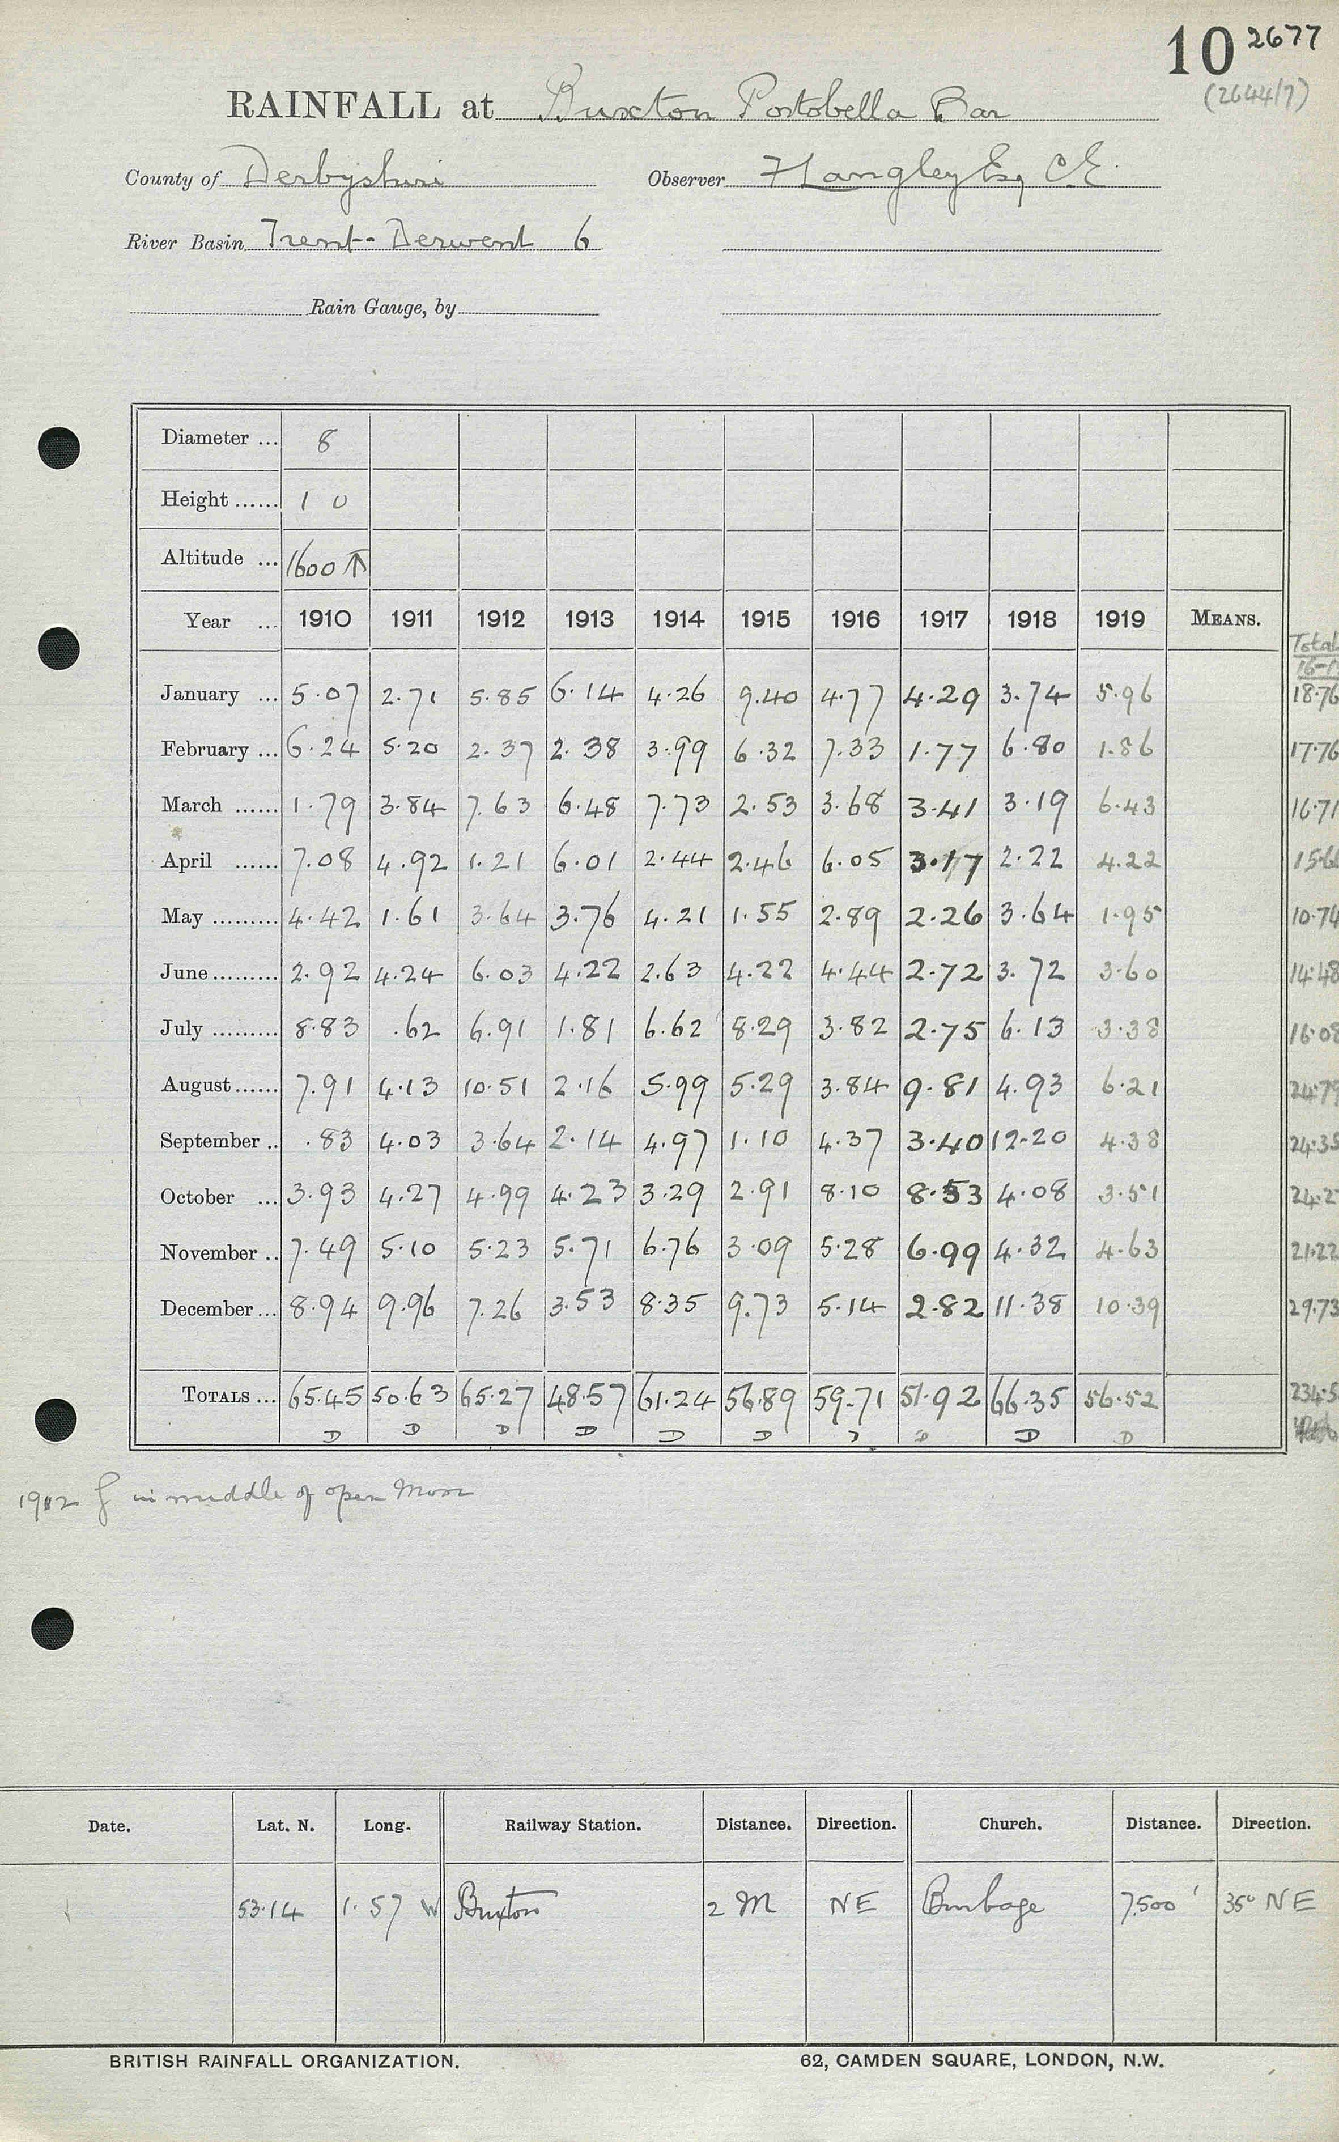 10 2677
(2644/7)
RAINFALL at Buxton Portobella Bar
County of Derbyshire Observer F Langley Esq C.E.
River Basin Trent-Derwent 6
Rain Gauge, by
Diameter ... 8
Height ...... 1 0
Altitude ... 1600 ↑
Year ... 1910 1911 1912 1913 1914 1915 1916 1917 1918 1919 MEANS. Total
16-1
January ... 5.07 2.71 5.85 6.14 4.26 9.40 4.77 4.29 3.74 5.96 18.76
February ... 6.24 5.20 2.37 2.38 3.99 6.32 7.33 1.77 6.80 1.86 17.76
March ...... 1.79 3.84 7.63 6.48 7.73 2.53 3.68 3.41 3.19 6.43 16.71
April ...... 7.08 4.92 1.21 6.01 2.44 2.46 6.05 3.17 2.22 4.22 15.6
May ......... 4.42 1.61 3.64 3.76 4.21 1.55 2.89 2.26 3.64 1.95 10.74
June ......... 2.92 4.24 6.03 4.22 2.63 4.22 4.44 2.72 3.72 3.60 14.48
July ......... 8.83 .62 6.91 1.81 6.62 8.29 3.82 2.75 6.13 3.38 16.08
August ...... 7.91 4.13 10.51 2.16 5.99 5.29 3.84 9.81 4.93 6.21 24.79
September .. .83 4.03 3.64 2.14 4.97 1.10 4.37 3.40 12.20 4.38 24.35
October ... 3.93 4.27 4.99 4.23 3.29 2.91 8.10 8.53 4.08 3.51 24.2
November .. 7.49 5.10 5.23 5.71 6.76 3.09 5.28 6.99 4.32 4.63 21.22
December ... 8.94 9.96 7.26 3.53 8.35 9.73 5.14 2.82 11.38 10.39 29.73
TOTALS ... 65.45 50.63 65.27 48.57 61.24 56.89 59.71 51.92 66.35 56.52 234.5
D D D D D D D D D D
1912 in middle of open Moor
Date. Lat. N. Long. Railway Station. Distance. Direction. Church. Distance. Direction.
53.14 1.57 W Buxton 2 M NE Burbage 7,500' 35° NE
BRITISH RAINFALL ORGANIZATION. 62, CAMDEN SQUARE, LONDON, N.W.